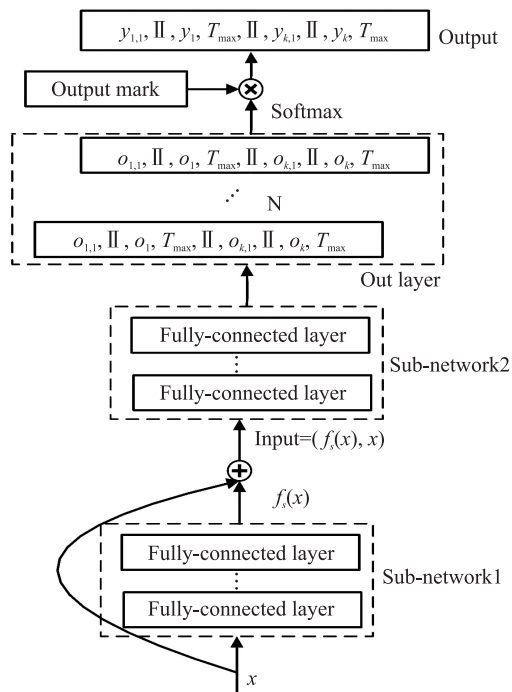 y₁,₁, Ⅱ, y₁, Tₘₐₓ, Ⅱ, yₖ,₁, Ⅱ, yₖ, Tₘₐₓ
Output
Output mark
Softmax
o₁,₁, Ⅱ, o₁, Tₘₐₓ, Ⅱ, oₖ,₁, Ⅱ, oₖ, Tₘₐₓ
⋰ N
o₁,₁, Ⅱ, o₁, Tₘₐₓ, Ⅱ, oₖ,₁, Ⅱ, oₖ, Tₘₐₓ
Out layer
Fully-connected layer
⋮
Sub-network2
Fully-connected layer
Input=( fₛ(x), x)
+
fₛ(x)
Fully-connected layer
⋮
Sub-network1
Fully-connected layer
x